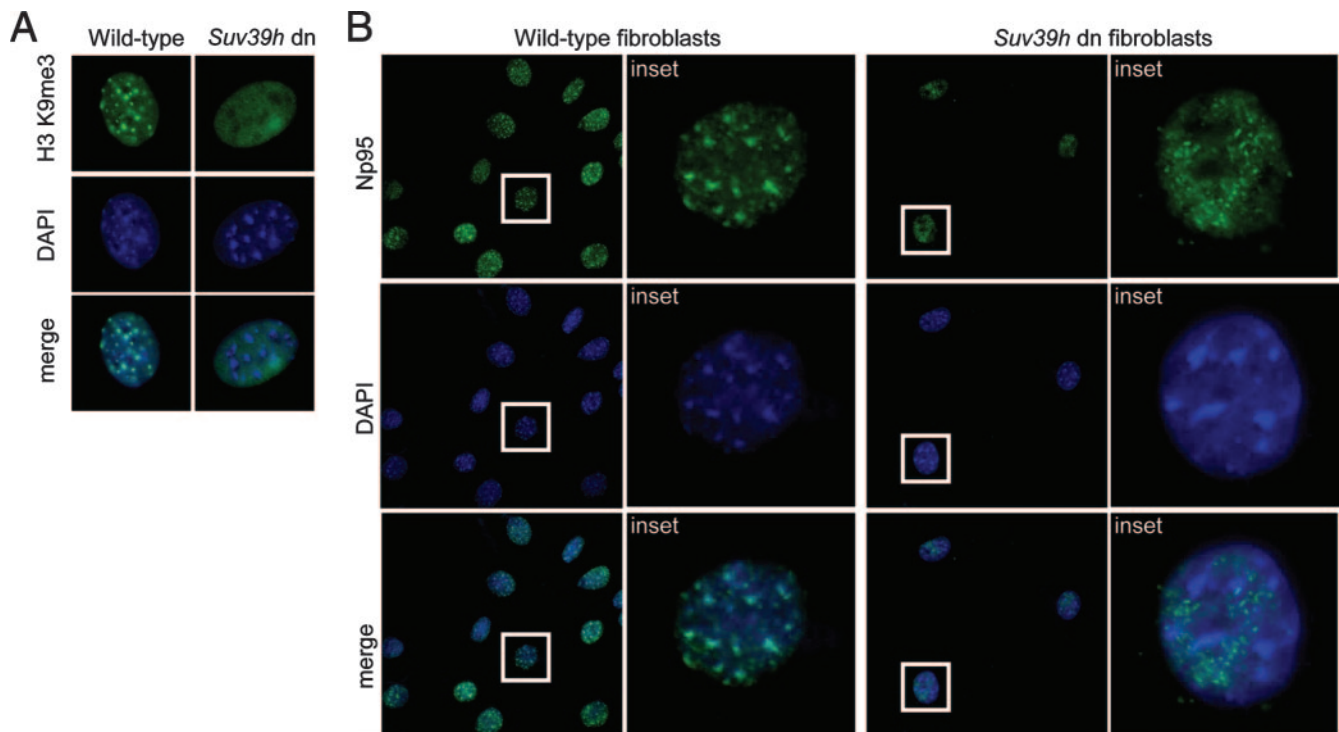 A
Wild-type
Suv39h dn
H3 K9me3
DAPI
merge
B
Wild-type fibroblasts
Suv39h dn fibroblasts
Np95
inset
inset
DAPI
inset
inset
merge
inset
inset